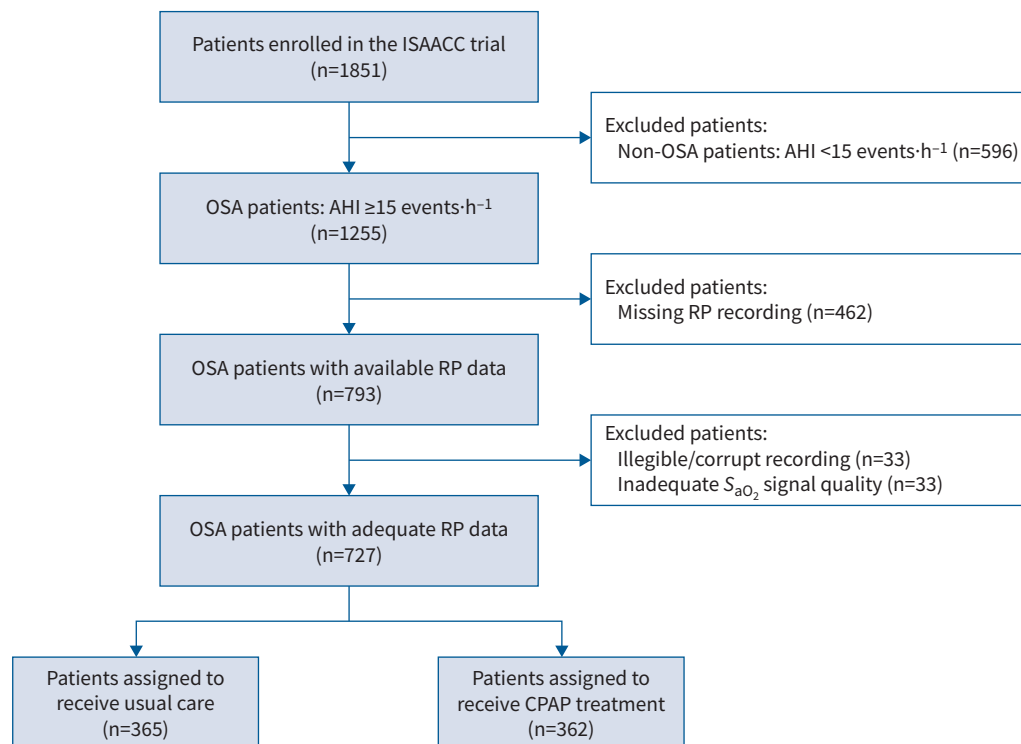 Patients enrolled in the ISAACC trial
(n=1851)
Excluded patients:
Non-OSA patients: AHI <15 events·h⁻¹ (n=596)
OSA patients: AHI ≥15 events·h⁻¹
(n=1255)
Excluded patients:
Missing RP recording (n=462)
OSA patients with available RP data
(n=793)
Excluded patients:
Illegible/corrupt recording (n=33)
Inadequate SaO₂ signal quality (n=33)
OSA patients with adequate RP data
(n=727)
Patients assigned to
receive usual care
(n=365)
Patients assigned to
receive CPAP treatment
(n=362)